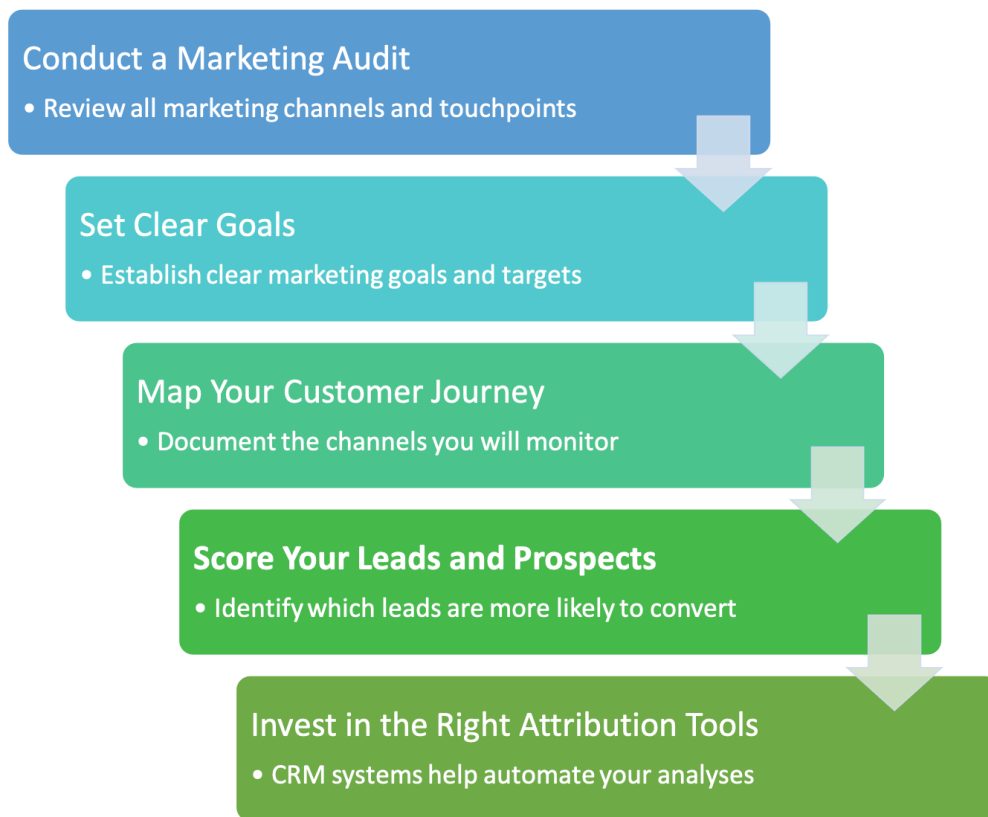 Conduct a Marketing Audit
• Review all marketing channels and touchpoints
Set Clear Goals
• Establish clear marketing goals and targets
Map Your Customer Journey
• Document the channels you will monitor
Score Your Leads and Prospects
• Identify which leads are more likely to convert
Invest in the Right Attribution Tools
• CRM systems help automate your analyses